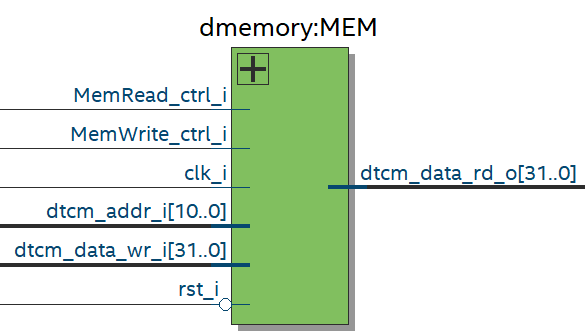 dmemory:MEM
MemRead_ctrl_i
MemWrite_ctrl_i
clk_i
dtcm_data_rd_o[31..0]
dtcm_addr_i[10..0]
dtcm_data_wr_i[31..0]
rst_i